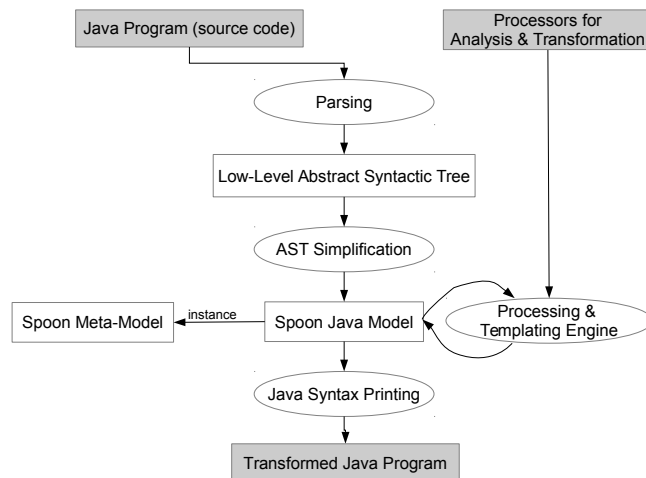 Java Program (source code)
Processors for
Analysis & Transformation
Parsing
Low-Level Abstract Syntactic Tree
AST Simplification
Spoon Meta-Model
instance
Spoon Java Model
Processing &
Templating Engine
Java Syntax Printing
Transformed Java Program